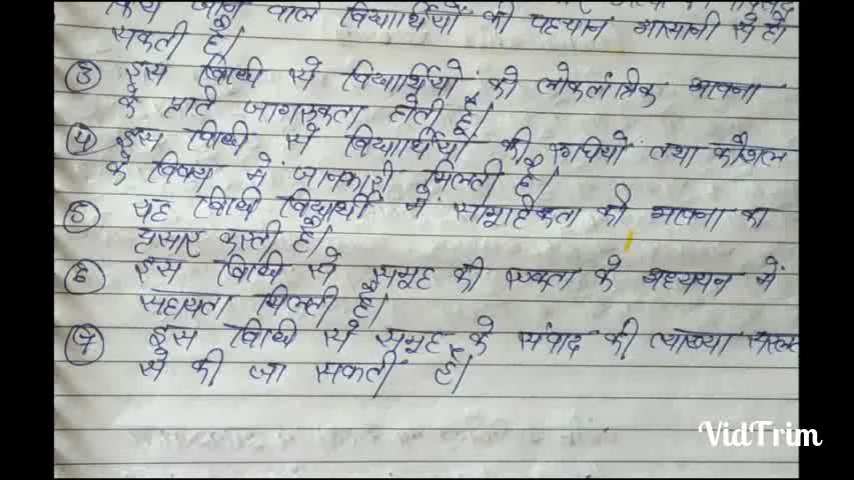 किये जाने वाले विद्यार्थियों की पहचान आसानी से हो
सकती है।
③ इस विधि से विद्यार्थियों को लोकतांत्रिक भावना
के प्रति जागरुकता होती है।
④ इस विधि से विद्यार्थियों की रूचियों तथा कौशल
के विषय में जानकारी मिलती है।
⑤ यह विधि विद्यार्थी में सामूहिकता की भावना का
प्रसार करती है।
⑥ इस विधि से समूह की एकता के अध्ययन में
सहायता मिलती है।
⑦ इस विधि से समूह के संवाद की व्याख्या
से की जा सकती है।
VidTrim